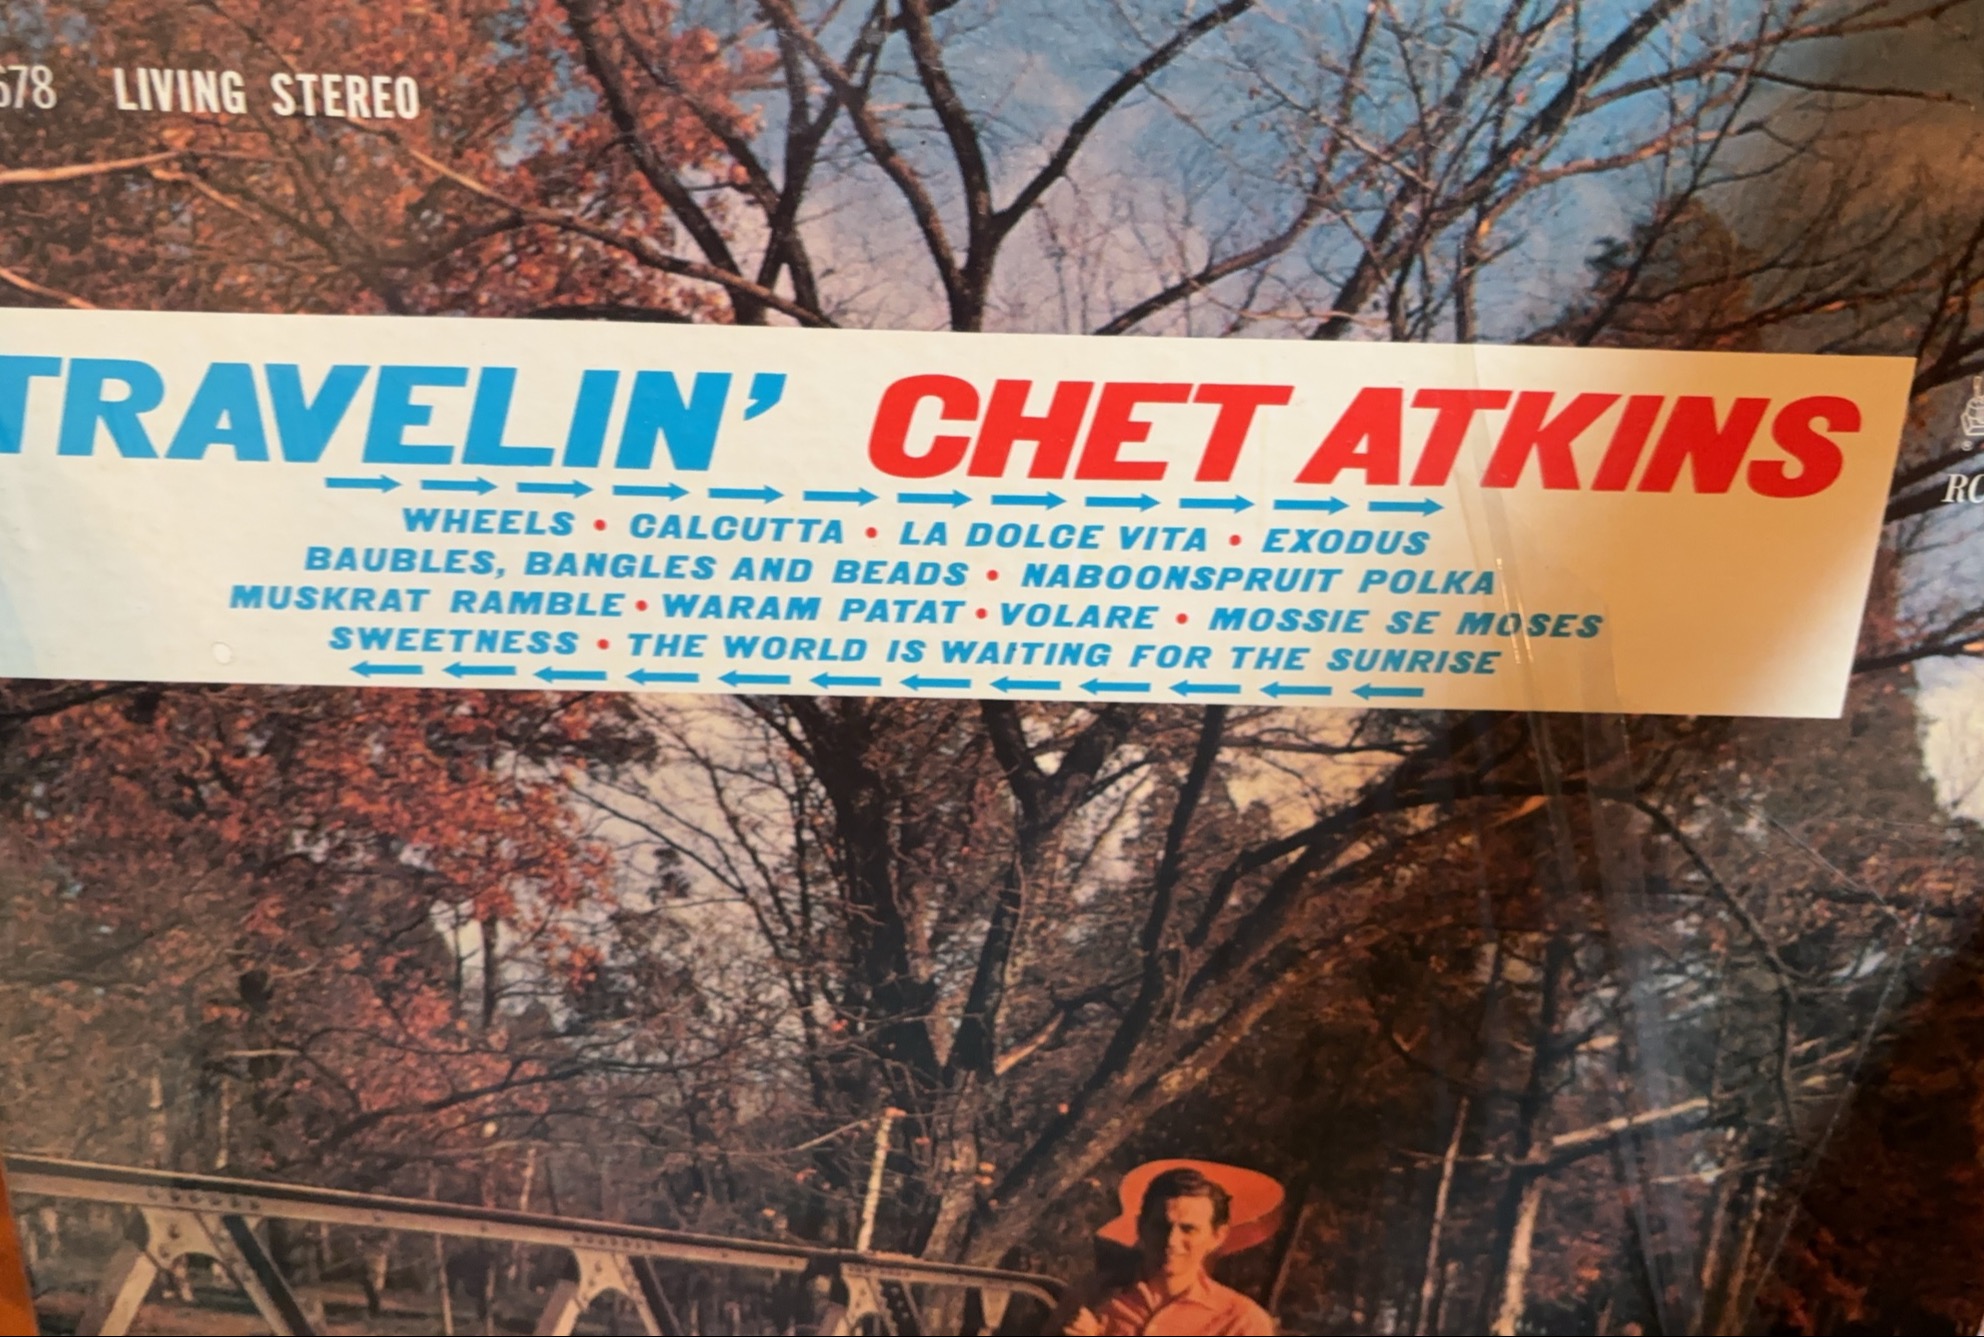 678 LIVING STEREO
TRAVELIN' CHET ATKINS
WHEELS • CALCUTTA • LA DOLCE VITA • EXODUS
BAUBLES, BANGLES AND BEADS • NABOONSPRUIT POLKA
MUSKRAT RAMBLE • WARAM PATAT • VOLARE • MOSSIE SE MOSES
SWEETNESS • THE WORLD IS WAITING FOR THE SUNRISE